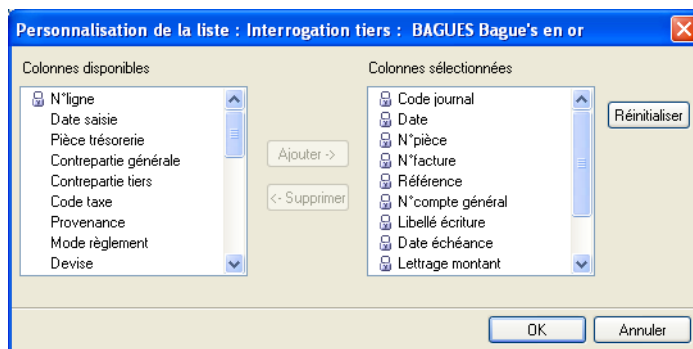 Personnalisation de la liste : Interrogation tiers : BAGUES Bague's en or
Colonnes disponibles
N°ligne
Date saisie
Pièce trésorerie
Contrepartie générale
Contrepartie tiers
Code taxe
Provenance
Mode règlement
Devise
Ajouter ->
<- Supprimer
Colonnes sélectionnées
Code journal
Date
N°pièce
N°facture
Référence
N°compte général
Libellé écriture
Date échéance
Lettrage montant
Réinitialiser
OK
Annuler